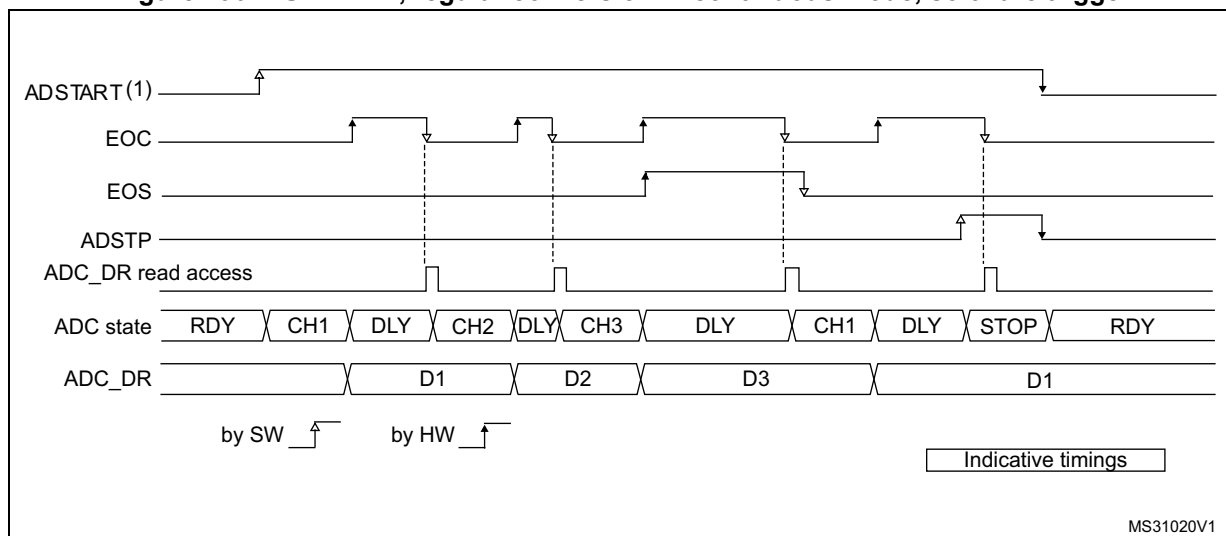 ADSTART(1)
EOC
EOS
ADSTP
ADC_DR read access
ADC state RDY CH1 DLY CH2 DLY CH3 DLY CH1 DLY STOP RDY
ADC_DR D1 D2 D3 D1
by SW by HW
Indicative timings
MS31020V1